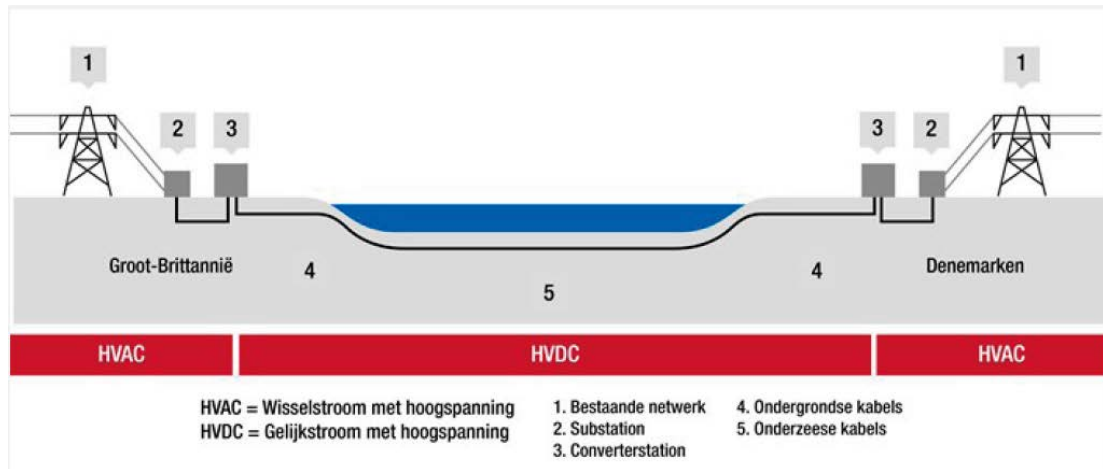 1
1
2
3
3
2
Groot-Brittannië
4
5
4
Denemarken
HVAC
HVDC
HVAC
HVAC = Wisselstroom met hoogspanning
HVDC = Gelijkstroom met hoogspanning
1. Bestaande netwerk
2. Substation
3. Converterstation
4. Ondergrondse kabels
5. Onderzeese kabels